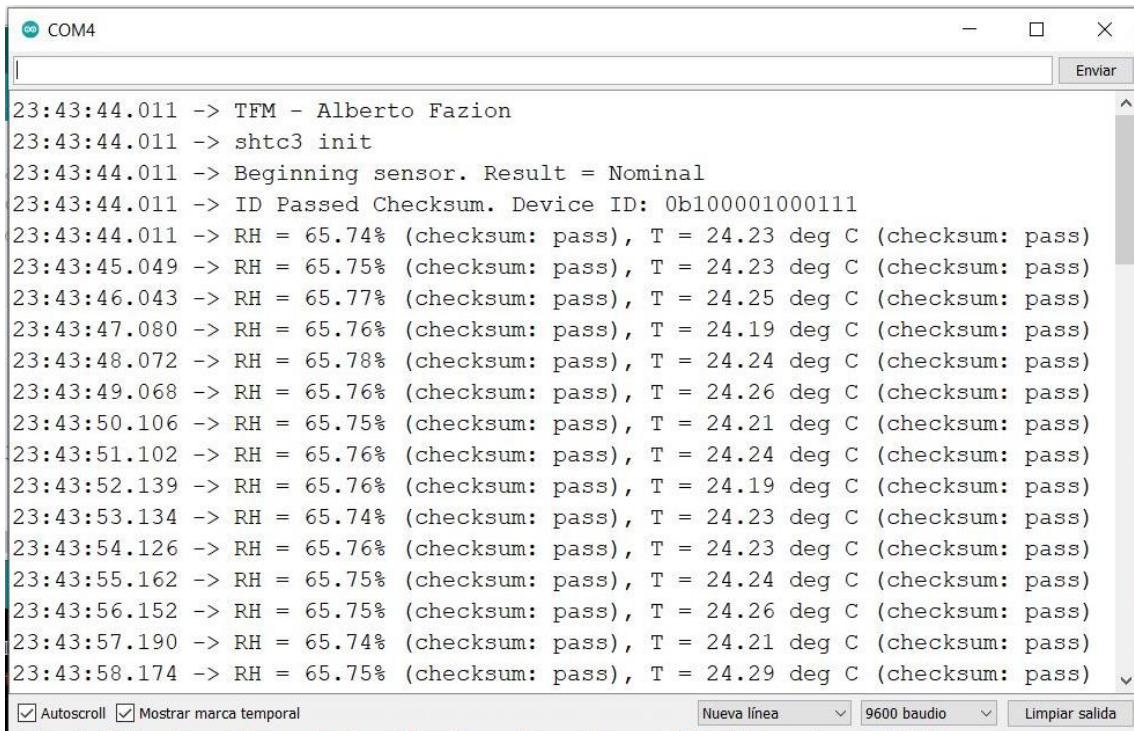 COM4
Enviar
23:43:44.011 -> TFM - Alberto Fazion
23:43:44.011 -> shtc3 init
23:43:44.011 -> Beginning sensor. Result = Nominal
23:43:44.011 -> ID Passed Checksum. Device ID: 0b100001000111
23:43:44.011 -> RH = 65.74% (checksum: pass), T = 24.23 deg C (checksum: pass)
23:43:45.049 -> RH = 65.75% (checksum: pass), T = 24.23 deg C (checksum: pass)
23:43:46.043 -> RH = 65.77% (checksum: pass), T = 24.25 deg C (checksum: pass)
23:43:47.080 -> RH = 65.76% (checksum: pass), T = 24.19 deg C (checksum: pass)
23:43:48.072 -> RH = 65.78% (checksum: pass), T = 24.24 deg C (checksum: pass)
23:43:49.068 -> RH = 65.76% (checksum: pass), T = 24.26 deg C (checksum: pass)
23:43:50.106 -> RH = 65.75% (checksum: pass), T = 24.21 deg C (checksum: pass)
23:43:51.102 -> RH = 65.76% (checksum: pass), T = 24.24 deg C (checksum: pass)
23:43:52.139 -> RH = 65.76% (checksum: pass), T = 24.19 deg C (checksum: pass)
23:43:53.134 -> RH = 65.74% (checksum: pass), T = 24.23 deg C (checksum: pass)
23:43:54.126 -> RH = 65.76% (checksum: pass), T = 24.23 deg C (checksum: pass)
23:43:55.162 -> RH = 65.75% (checksum: pass), T = 24.24 deg C (checksum: pass)
23:43:56.152 -> RH = 65.75% (checksum: pass), T = 24.26 deg C (checksum: pass)
23:43:57.190 -> RH = 65.74% (checksum: pass), T = 24.21 deg C (checksum: pass)
23:43:58.174 -> RH = 65.75% (checksum: pass), T = 24.29 deg C (checksum: pass)
Autoscroll Mostrar marca temporal Nueva línea 9600 baudio Limpiar salida